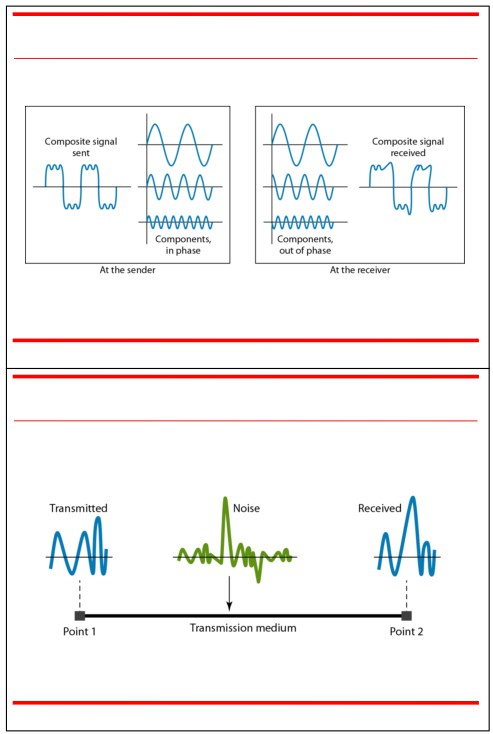 Composite signal
sent
Components,
in phase
At the sender
Composite signal
received
Components,
out of phase
At the receiver
Transmitted
Noise
Received
Point 1
Transmission medium
Point 2